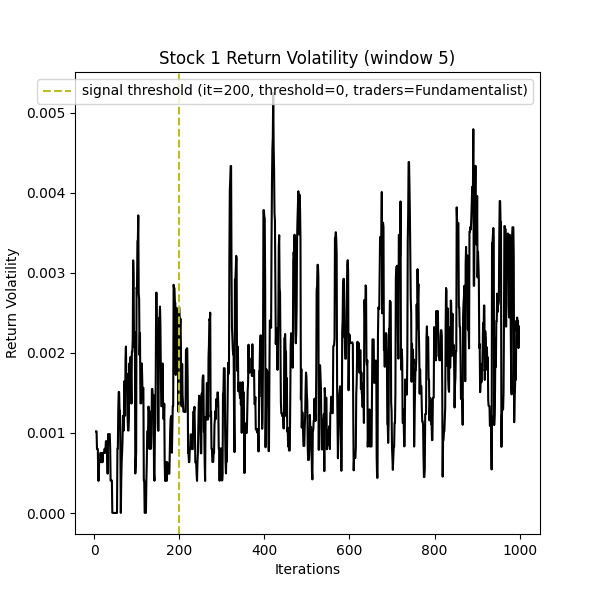 Stock 1 Return Volatility (window 5)
signal threshold (it=200, threshold=0, traders=Fundamentalist)
0.005
0.004
0.003
0.002
0.001
0.000
Return Volatility
0 200 400 600 800 1000
Iterations